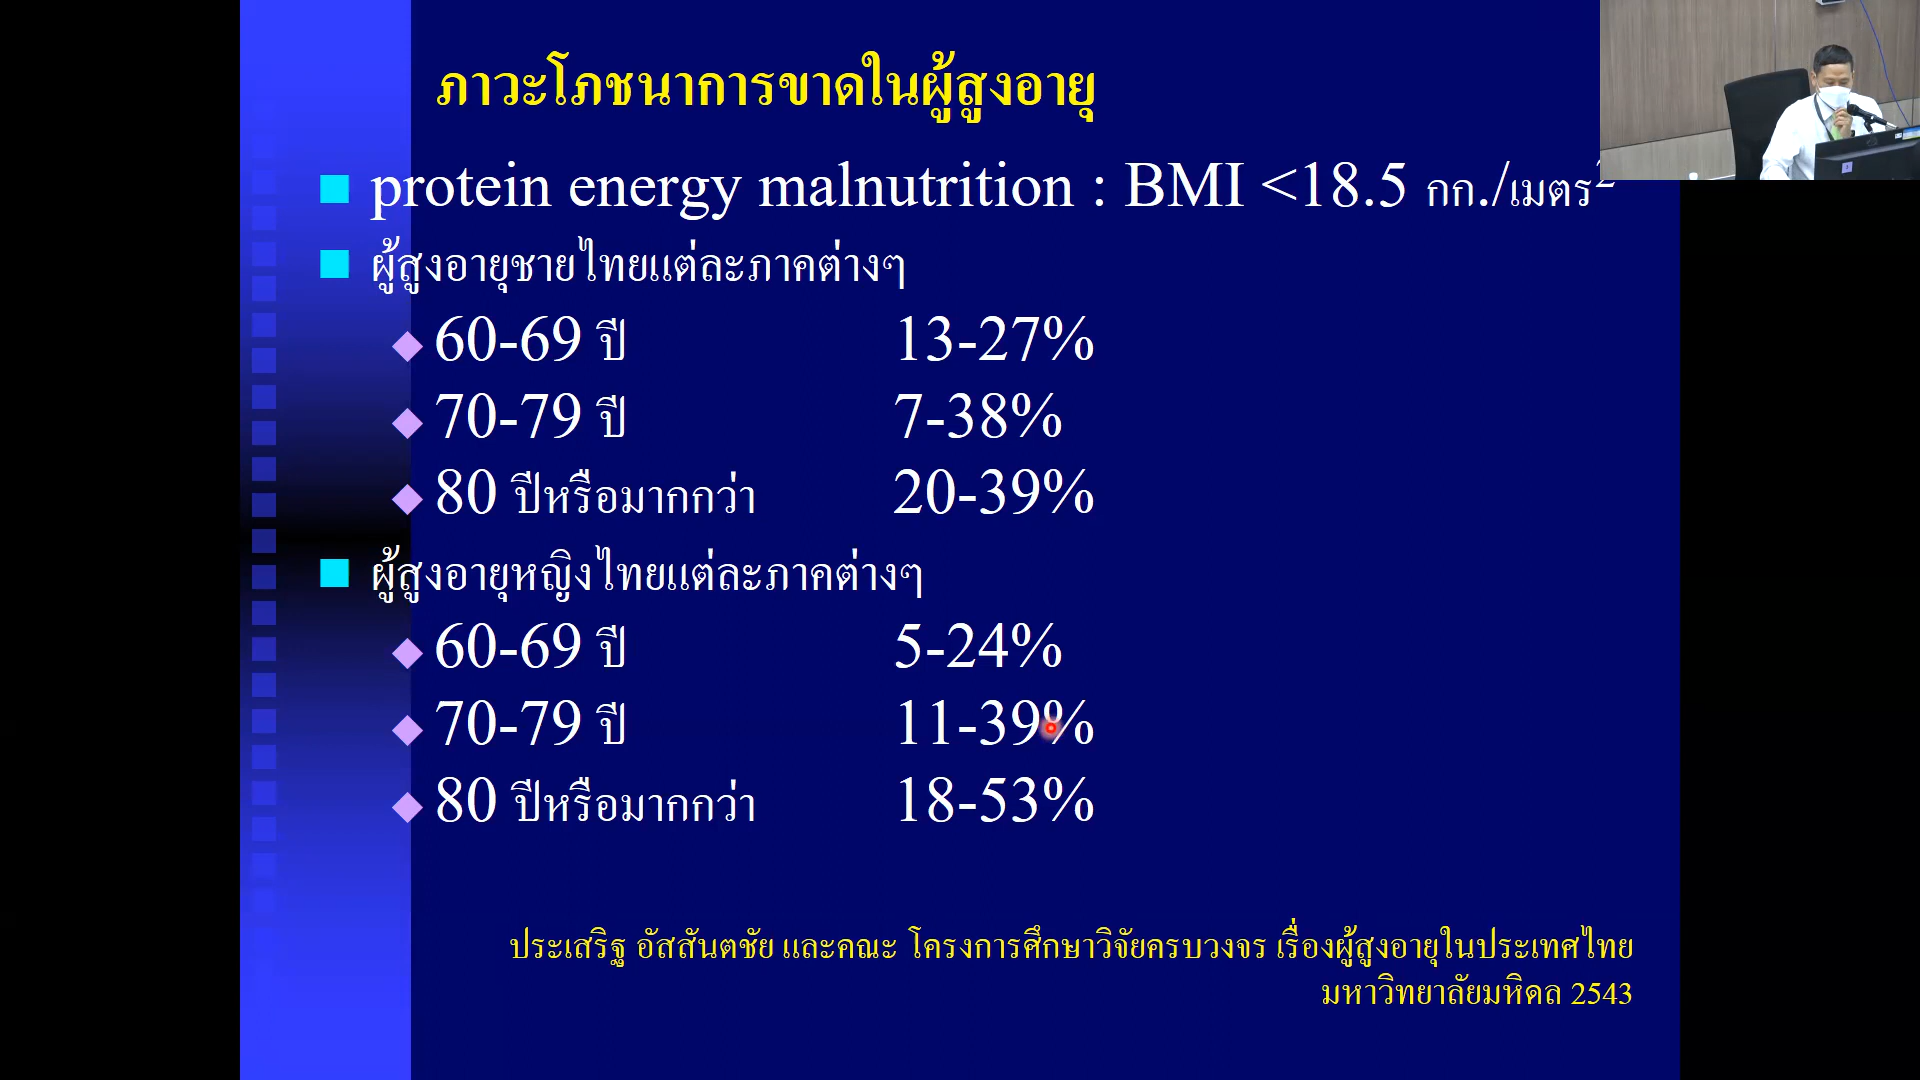 ภาวะโภชนาการขาดในผู้สูงอายุ
protein energy malnutrition : BMI <18.5 กก./เมตร2
ผู้สูงอายุชายไทยแต่ละภาคต่างๆ
60-69 ปี 13-27%
70-79 ปี 7-38%
80 ปีหรือมากกว่า 20-39%
ผู้สูงอายุหญิงไทยแต่ละภาคต่างๆ
60-69 ปี 5-24%
70-79 ปี 11-39%
80 ปีหรือมากกว่า 18-53%
ประเสริฐ อัสสันตชัย และคณะ โครงการศึกษาวิจัยครบวงจร เรื่องผู้สูงอายุในประเทศไทย
มหาวิทยาลัยมหิดล 2543